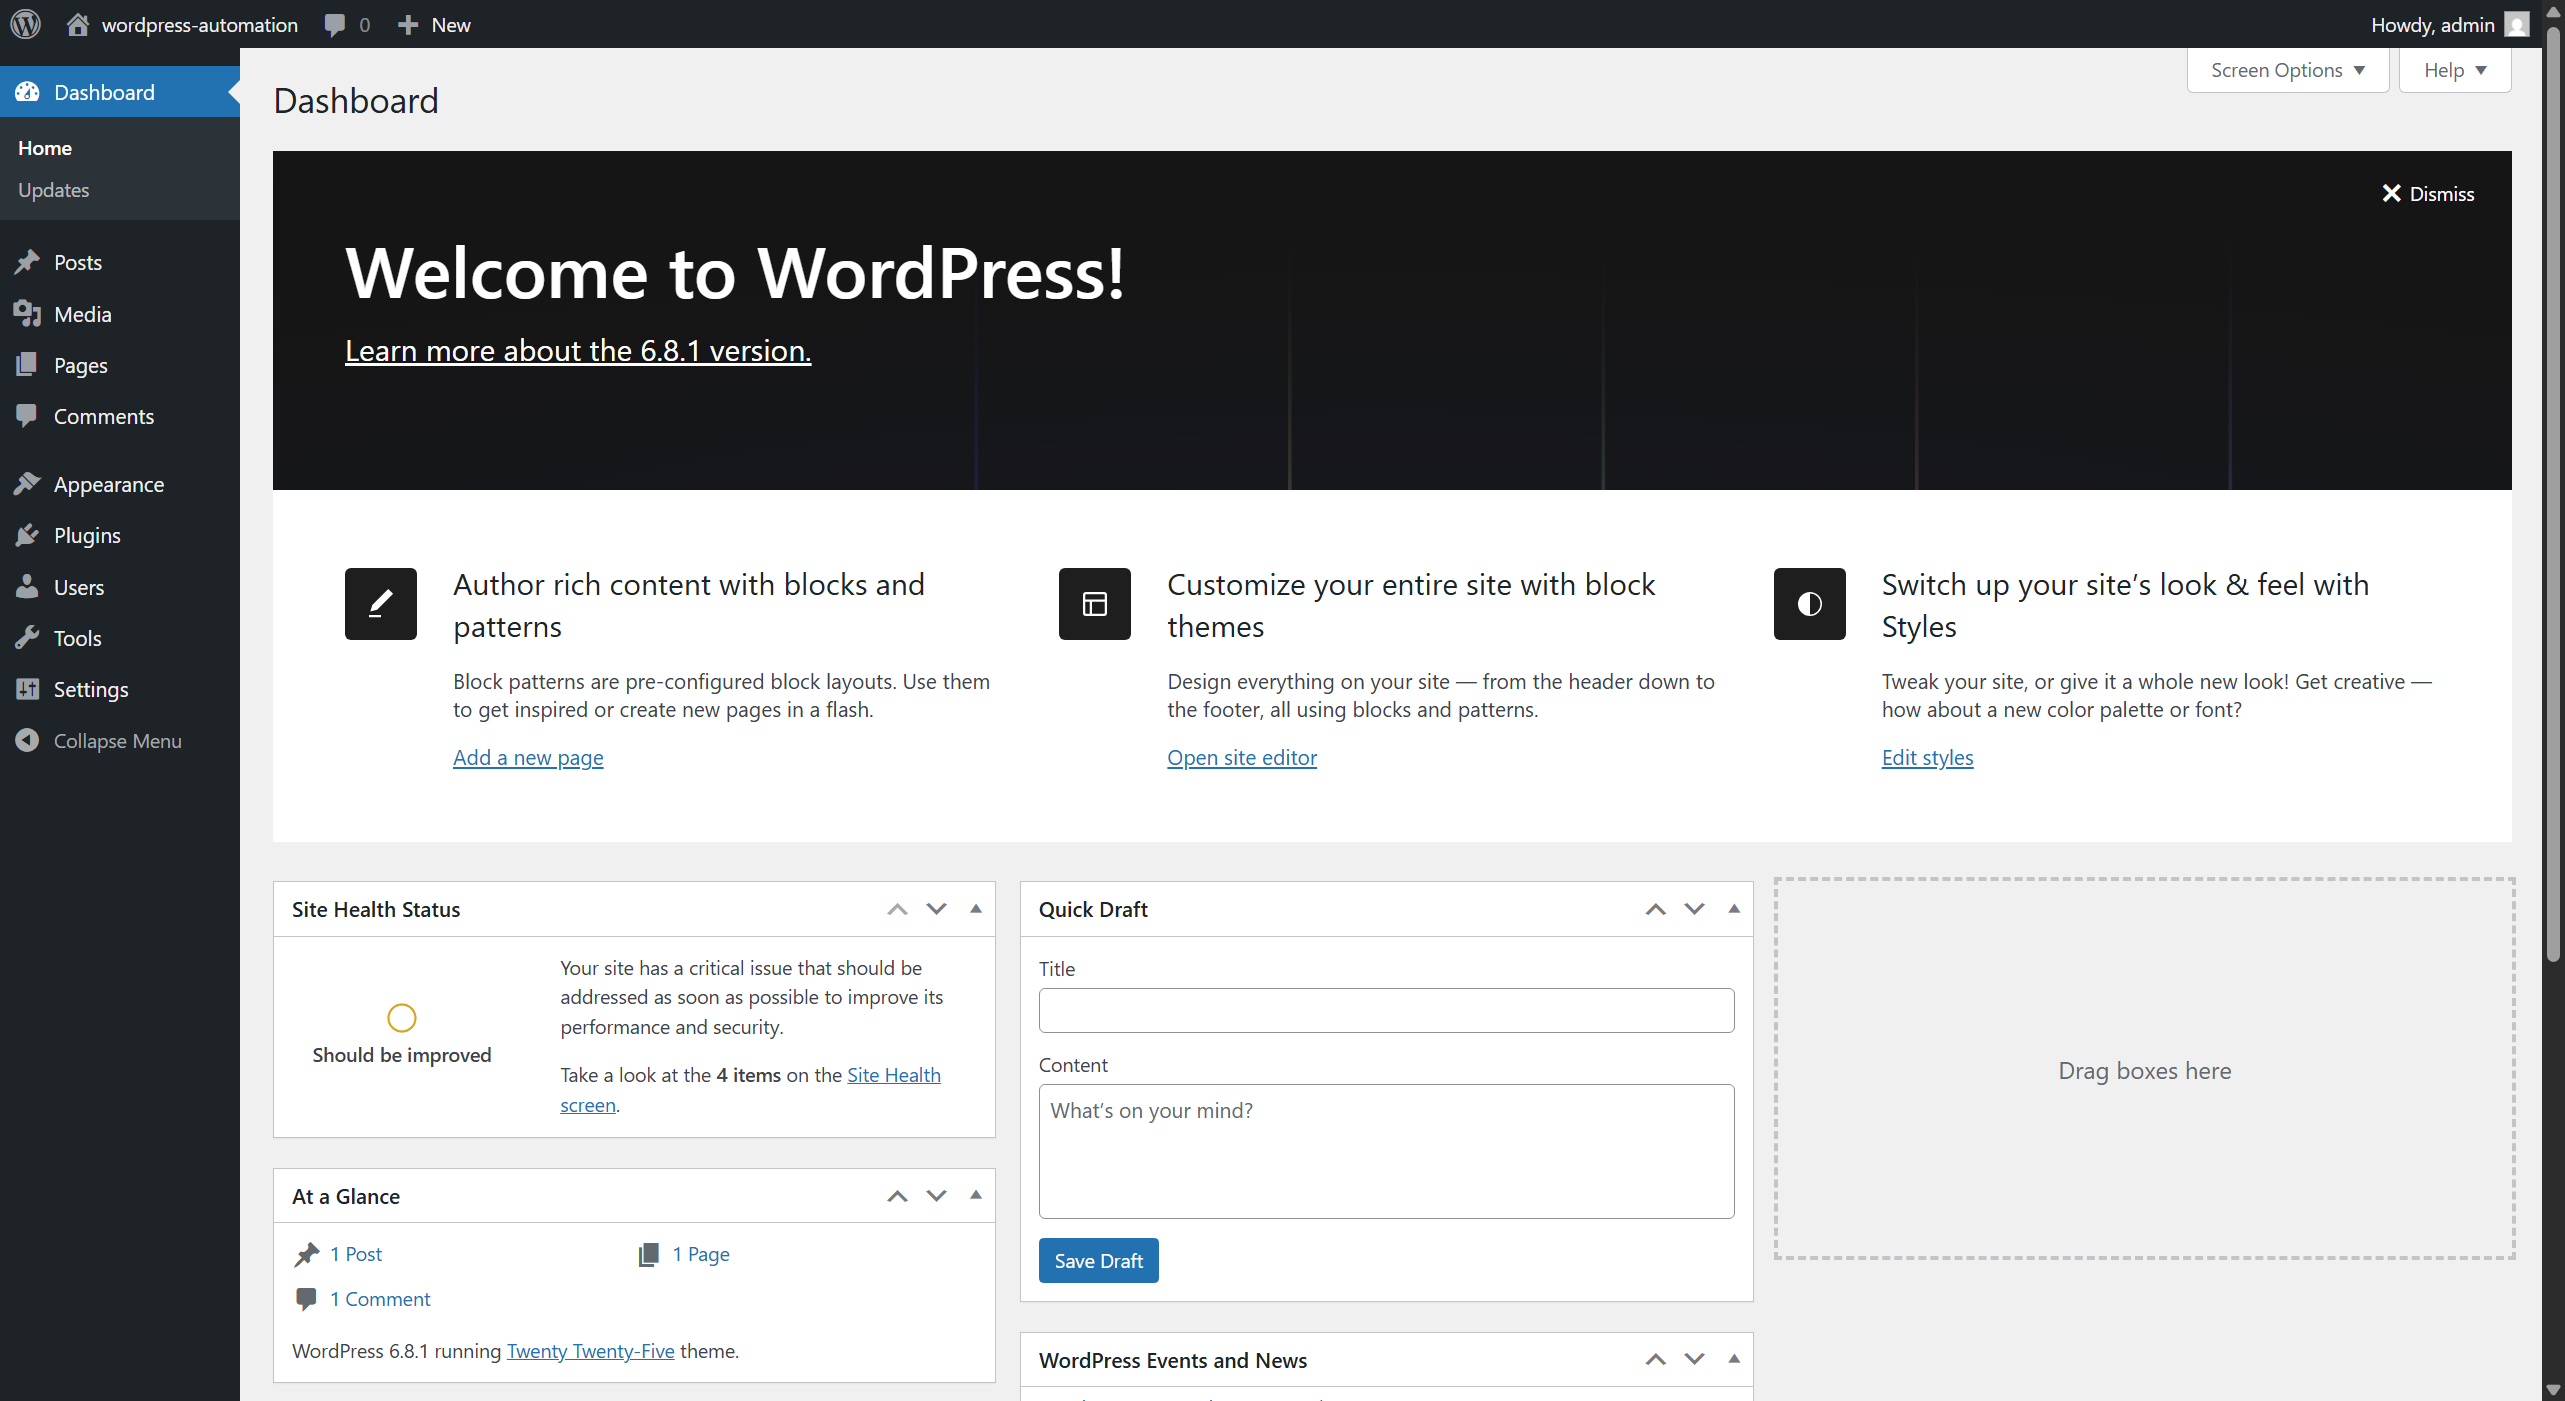 wordpress-automation
0
New
Howdy, admin
Dashboard
Home
Updates
Posts
Media
Pages
Comments
Appearance
Plugins
Users
Tools
Settings
Collapse Menu
Screen Options
Help
Dashboard
Dismiss
Welcome to WordPress!
Learn more about the 6.8.1 version.
Author rich content with blocks and
patterns
Block patterns are pre-configured block layouts. Use them
to get inspired or create new pages in a flash.
Add a new page
Customize your entire site with block
themes
Design everything on your site — from the header down to
the footer, all using blocks and patterns.
Open site editor
Switch up your site’s look & feel with
Styles
Tweak your site, or give it a whole new look! Get creative —
how about a new color palette or font?
Edit styles
Site Health Status
Should be improved
Your site has a critical issue that should be
addressed as soon as possible to improve its
performance and security.
Take a look at the 4 items on the Site Health
screen.
At a Glance
1 Post
1 Page
1 Comment
WordPress 6.8.1 running Twenty Twenty-Five theme.
Quick Draft
Title
Content
What’s on your mind?
Save Draft
WordPress Events and News
Drag boxes here